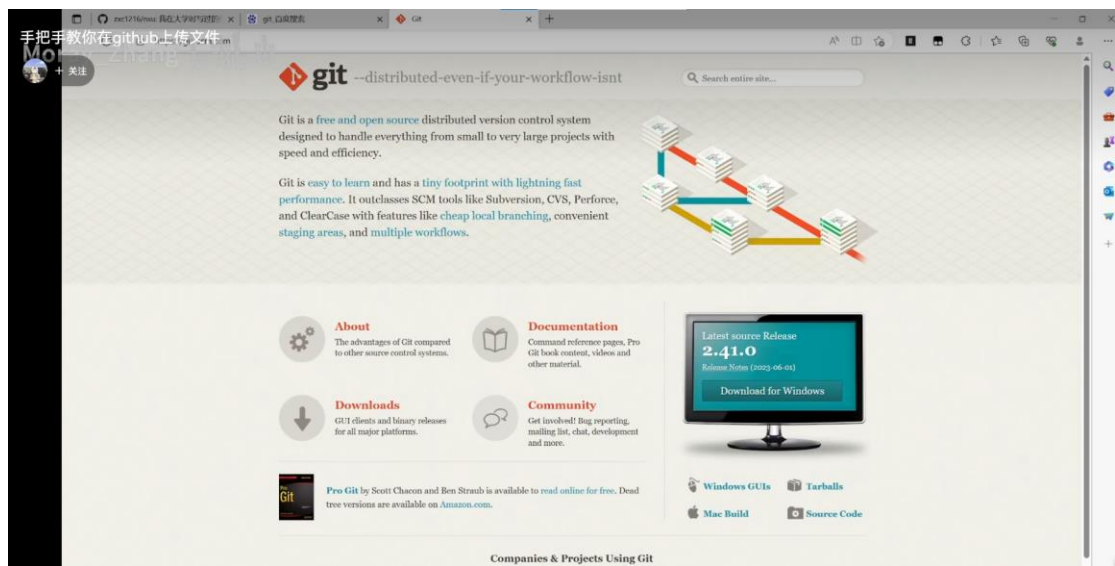 手把手教你在github上传文件
关注
git 百度搜索
Git
git --distributed-even-if-your-workflow-isnt
Search entire site...
Git is a free and open source distributed version control system
designed to handle everything from small to very large projects with
speed and efficiency.
Git is easy to learn and has a tiny footprint with lightning fast
performance. It outclasses SCM tools like Subversion, CVS, Perforce,
and ClearCase with features like cheap local branching, convenient
staging areas, and multiple workflows.
About
The advantages of Git compared
to other source control systems.
Documentation
Command reference pages, Pro
Git book content, videos and
other material.
Downloads
GUI clients and binary releases
for all major platforms.
Community
Get involved! Bug reporting,
mailing list, chat, development
and more.
Latest source Release
2.41.0
Release Notes (2023-06-01)
Download for Windows
Pro
Git
Pro Git by Scott Chacon and Ben Straub is available to read online for free. Dead
tree versions are available on Amazon.com.
Windows GUIs
Tarballs
Mac Build
Source Code
Companies & Projects Using Git